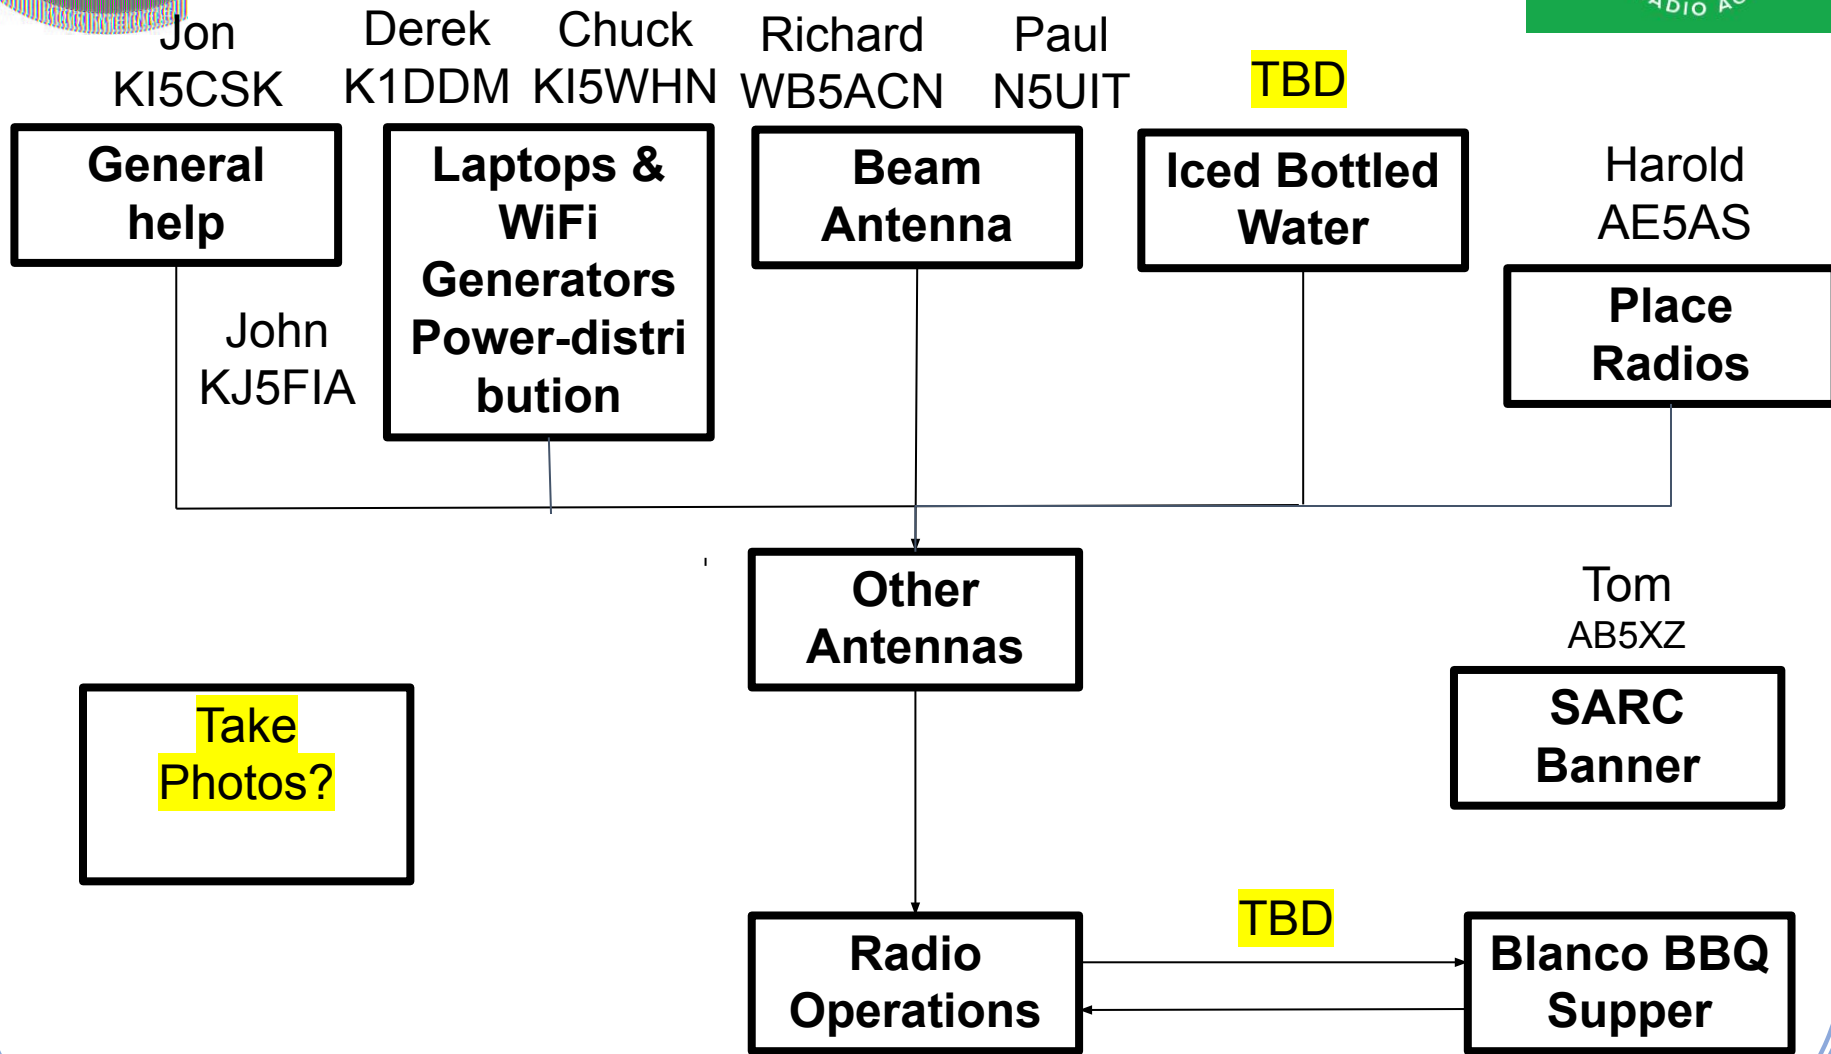 Jon
KI5CSK
Derek
K1DDM
Chuck
KI5WHN
Richard
WB5ACN
Paul
N5UIT
TBD
General
help
Laptops &
WiFi
Generators
Power-distri
bution
Beam
Antenna
Iced Bottled
Water
Harold
AE5AS
Place
Radios
John
KJ5FIA
Other
Antennas
Tom
AB5XZ
SARC
Banner
Take
Photos?
Radio
Operations
TBD
Blanco BBQ
Supper